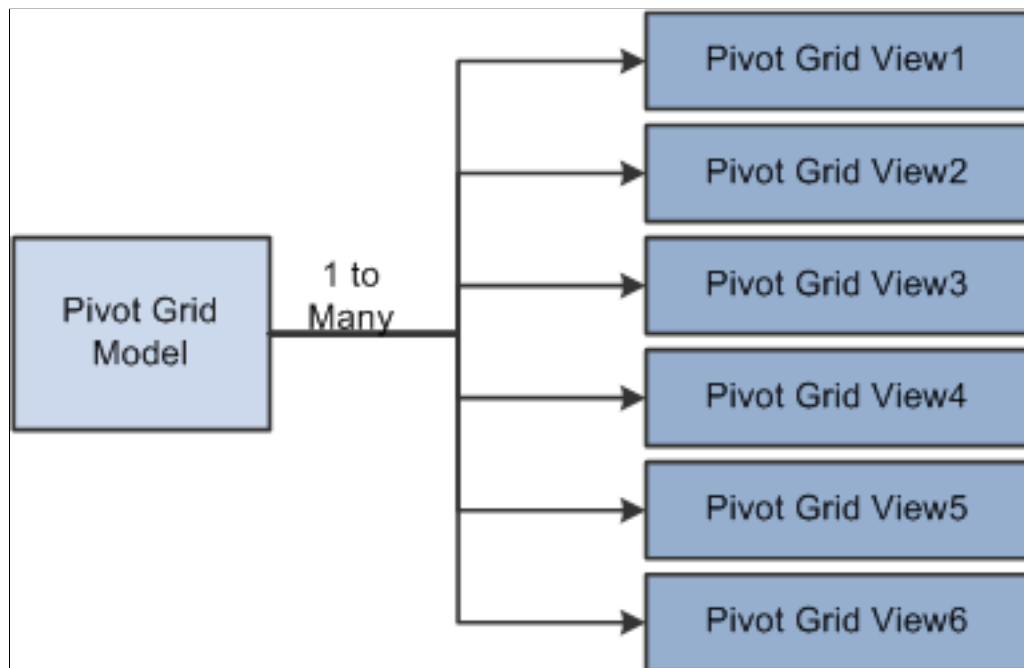 Pivot Grid
Model
1 to
Many
Pivot Grid View1
Pivot Grid View2
Pivot Grid View3
Pivot Grid View4
Pivot Grid View5
Pivot Grid View6